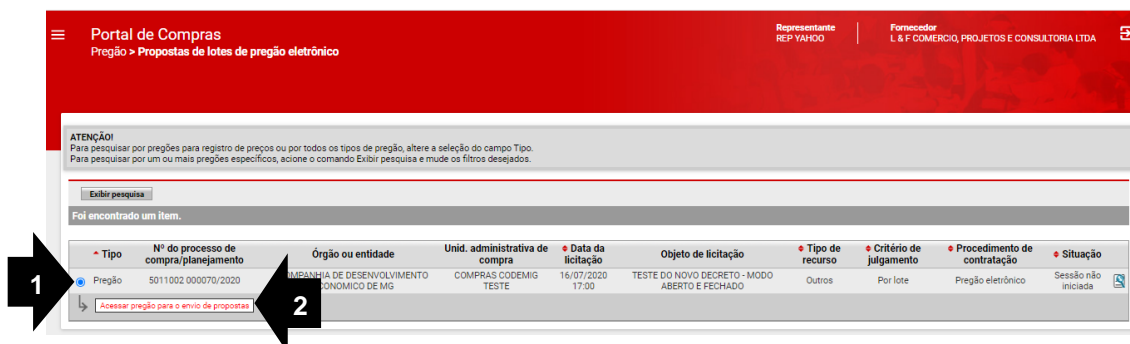 Portal de Compras
Pregão > Propostas de lotes de pregão eletrônico
Representante
REP YAHOO
Fornecedor
L & F COMERCIO, PROJETOS E CONSULTORIA LTDA
ATENÇÃO!
Para pesquisar por pregões para registro de preços ou por todos os tipos de pregão, altere a seleção do campo Tipo.
Para pesquisar por um ou mais pregões específicos, acione o comando Exibir pesquisa e mude os filtros desejados.
Exibir pesquisa
Foi encontrado um item.
Tipo
Nº do processo de
compra/planejamento
Órgão ou entidade
Unid. administrativa de
compra
Data da
licitação
Objeto de licitação
Tipo de
recurso
Critério de
julgamento
Procedimento de
contratação
Situação
1
Pregão
5011002 000070/2020
OMPANHIA DE DESENVOLVIMENTO
CONOMICO DE MG
COMPRAS CODEMIG
TESTE
16/07/2020
17:00
TESTE DO NOVO DECRETO - MODO
ABERTO E FECHADO
Outros
Por lote
Pregão eletrônico
Sessão não
iniciada
Acessar pregão para o envio de propostas
2